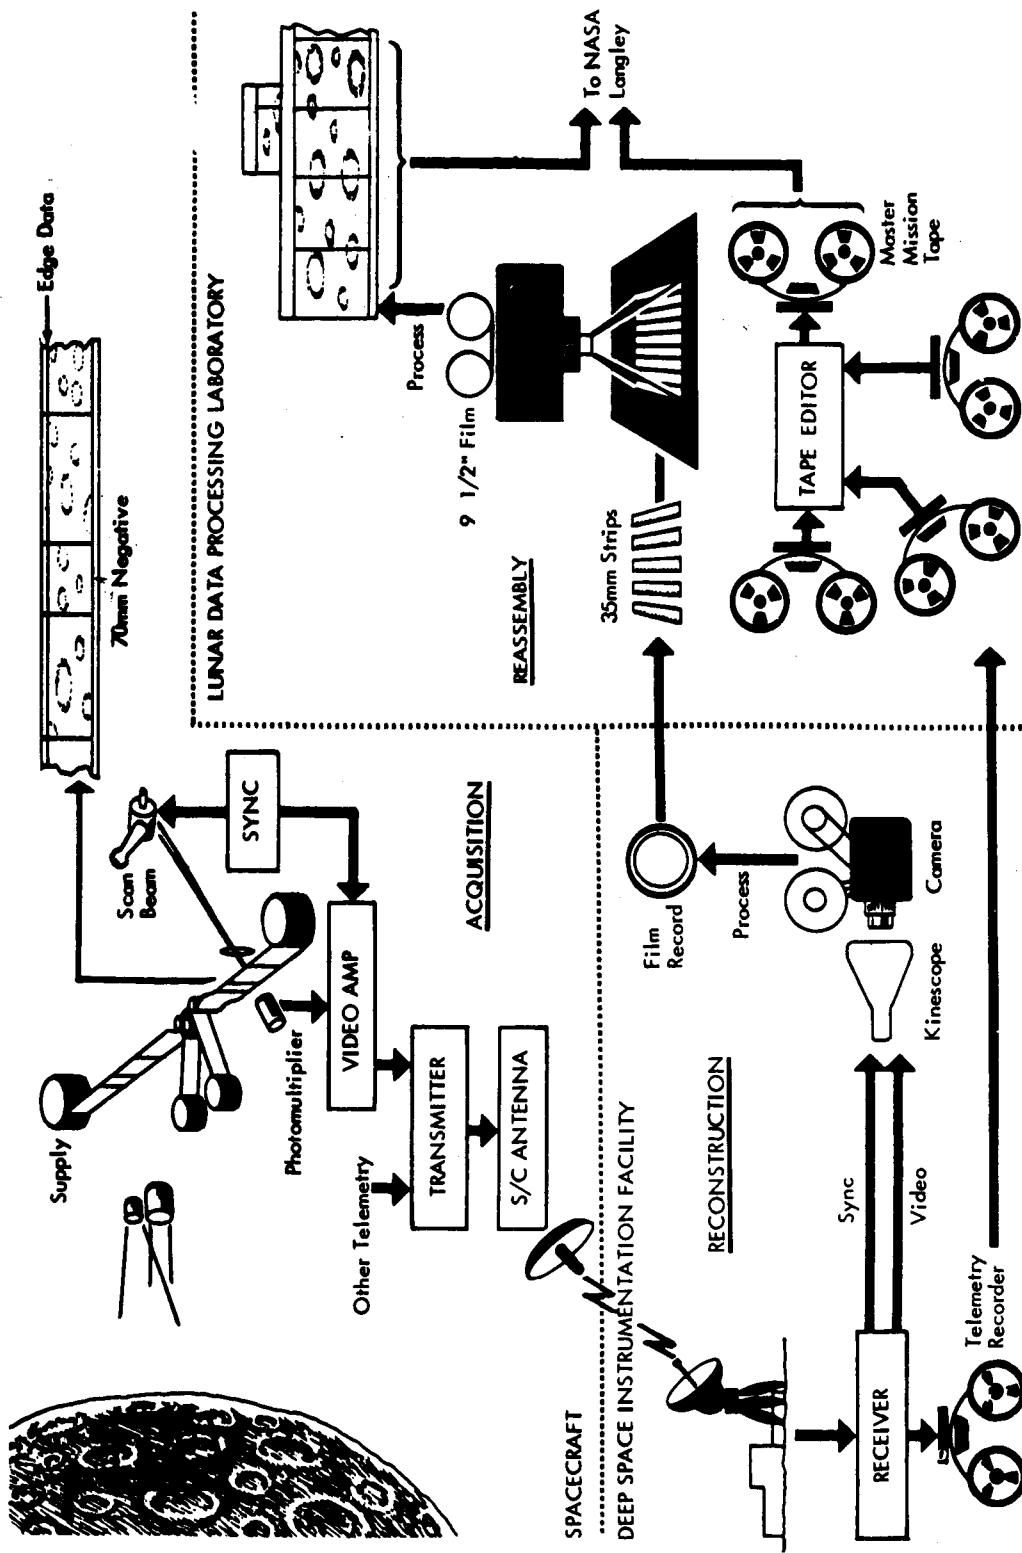 Edge Data
70mm Negative
Supply
Scan
Beam
SYNC
Photomultiplier
VIDEO AMP
Other Telemetry
TRANSMITTER
S/C ANTENNA
ACQUISITION
SPACECRAFT
DEEP SPACE INSTRUMENTATION FACILITY
RECONSTRUCTION
Sync
Video
RECEIVER
Telemetry
Recorder
Kinescope
Camera
Process
Film
Record
LUNAR DATA PROCESSING LABORATORY
REASSEMBLY
35mm Strips
9 1/2" Film
Process
To NASA
Langley
TAPE EDITOR
Master
Mission
Tape